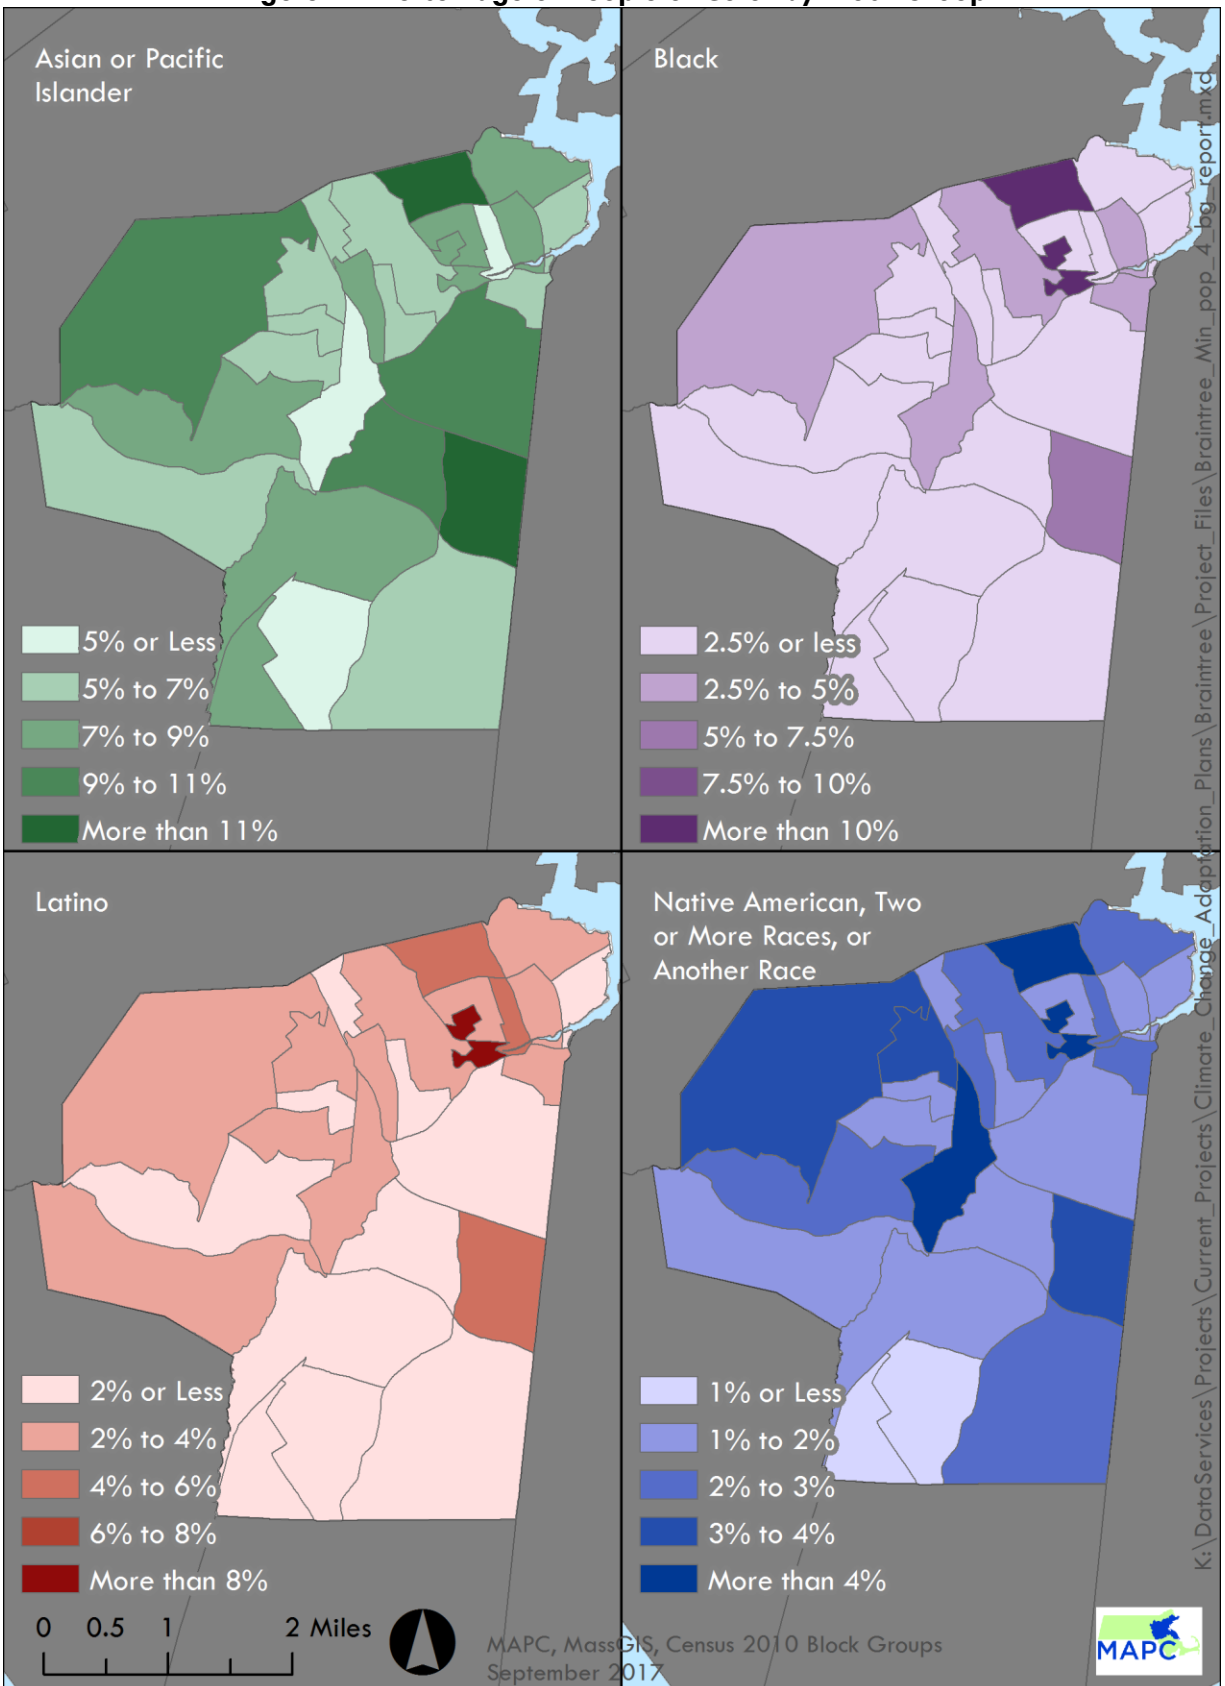 Asian or Pacific
Islander
5% or Less
5% to 7%
7% to 9%
9% to 11%
More than 11%
Black
2.5% or less
2.5% to 5%
5% to 7.5%
7.5% to 10%
More than 10%
Latino
2% or Less
2% to 4%
4% to 6%
6% to 8%
More than 8%
0 0.5 1 2 Miles
Native American, Two
or More Races, or
Another Race
1% or Less
1% to 2%
2% to 3%
3% to 4%
More than 4%
MAPC, MassGIS, Census 2010 Block Groups
September 2017
MAPC
K:\DataServices\Projects\Current_Projects\Climate_Change_Adaptation_Plans\Braintree\Project_Files\Braintree_Min_pop_4_bg_report.mxd